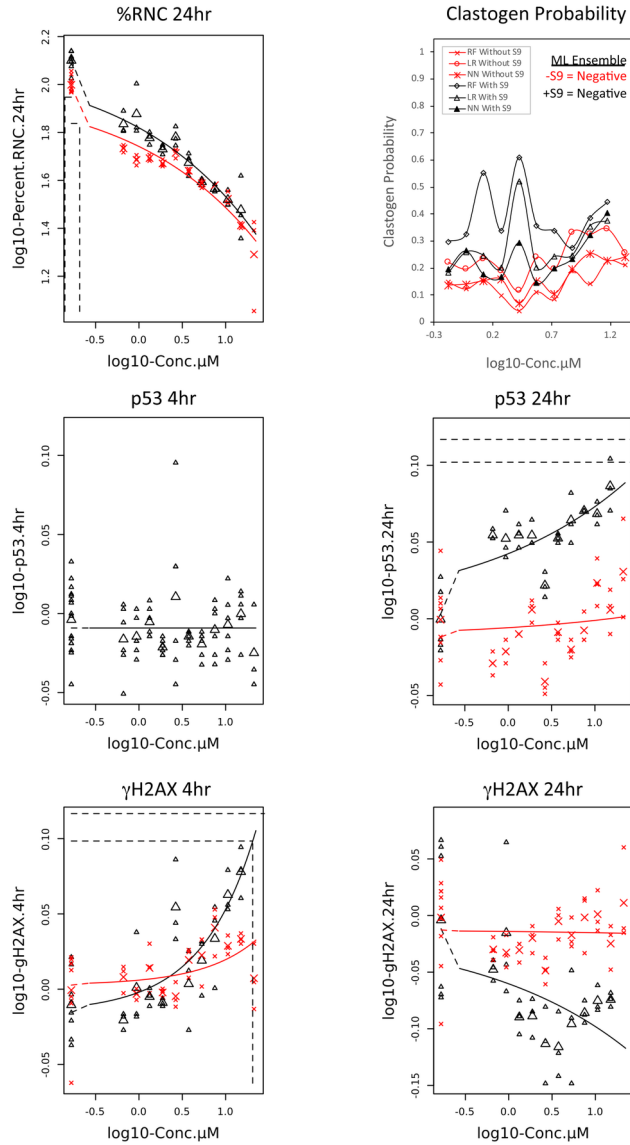 %RNC 24hr
log10-Percent.RNC.24hr
2.0
1.8
1.6
1.4
1.2
2.2
-0.5
0.0
0.5
1.0
log10-Conc.μM
Clastogen Probability
Clastogen Probability
1
0.9
0.8
0.7
0.6
0.5
0.4
0.3
0.2
0.1
0
RF Without S9
LR Without S9
NN Without S9
RF With S9
LR With S9
NN With S9
ML Ensemble
-S9 = Negative
+S9 = Negative
-0.3
0.2
0.7
1.2
log10-Conc.μM
p53 4hr
log10-p53.4hr
0.10
0.05
0.00
-0.05
-0.5
0.0
0.5
1.0
log10-Conc.μM
p53 24hr
log10-p53.24hr
0.10
0.05
0.00
-0.05
-0.5
0.0
0.5
1.0
log10-Conc.μM
γH2AX 4hr
log10-gH2AX.4hr
0.10
0.05
0.00
-0.05
-0.5
0.0
0.5
1.0
log10-Conc.μM
γH2AX 24hr
log10-gH2AX.24hr
0.05
0.00
-0.05
-0.10
-0.15
-0.5
0.0
0.5
1.0
log10-Conc.μM